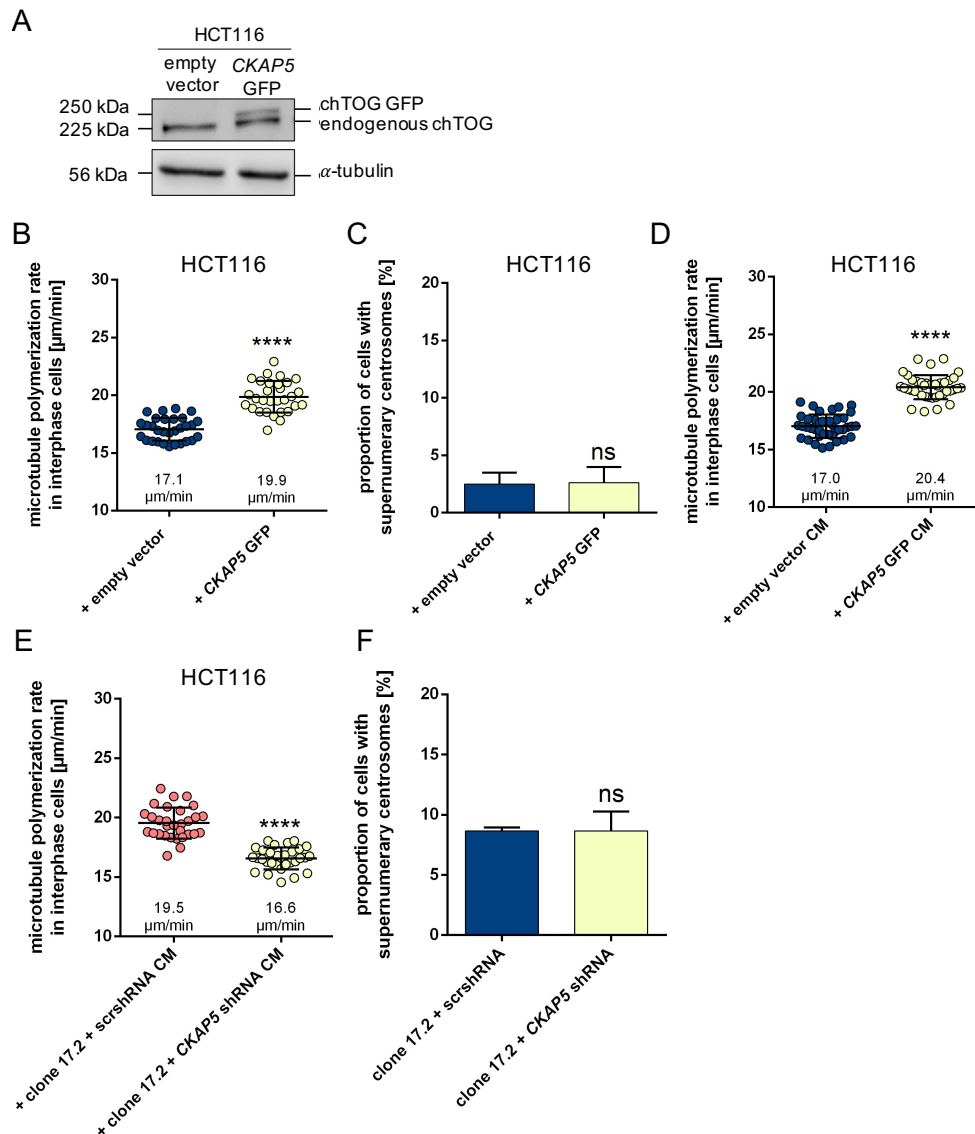 A
HCT116
empty
vector
CKAP5
GFP
250 kDa
225 kDa
chTOG GFP
endogenous chTOG
56 kDa
α-tubulin
B
HCT116
microtubule polymerization rate
in interphase cells [µm/min]
30
25
20
15
10
****
17.1
µm/min
19.9
µm/min
+ empty vector
+ CKAP5 GFP
C
HCT116
proportion of cells with
supernumerary centrosomes [%]
20
15
10
5
0
ns
+ empty vector
+ CKAP5 GFP
D
HCT116
microtubule polymerization rate
in interphase cells [µm/min]
30
25
20
15
10
****
17.0
µm/min
20.4
µm/min
+ empty vector CM
+ CKAP5 GFP CM
E
HCT116
microtubule polymerization rate
in interphase cells [µm/min]
30
25
20
15
10
****
19.5
µm/min
16.6
µm/min
+ clone 17.2 + scrshRNA CM
+ clone 17.2 + CKAP5 shRNA CM
F
proportion of cells with
supernumerary centrosomes [%]
20
15
10
5
0
ns
clone 17.2 + scrshRNA
clone 17.2 + CKAP5 shRNA